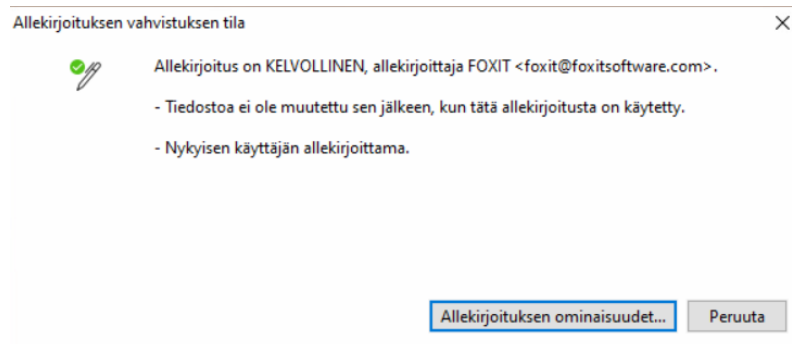 Allekirjoituksen vahvistuksen tila
Allekirjoitus on KELVOLLINEN, allekirjoittaja FOXIT <foxit@foxitsoftware.com>.
- Tiedostoa ei ole muutettu sen jälkeen, kun tätä allekirjoitusta on käytetty.
- Nykyisen käyttäjän allekirjoittama.
Allekirjoituksen ominaisuudet...
Peruuta